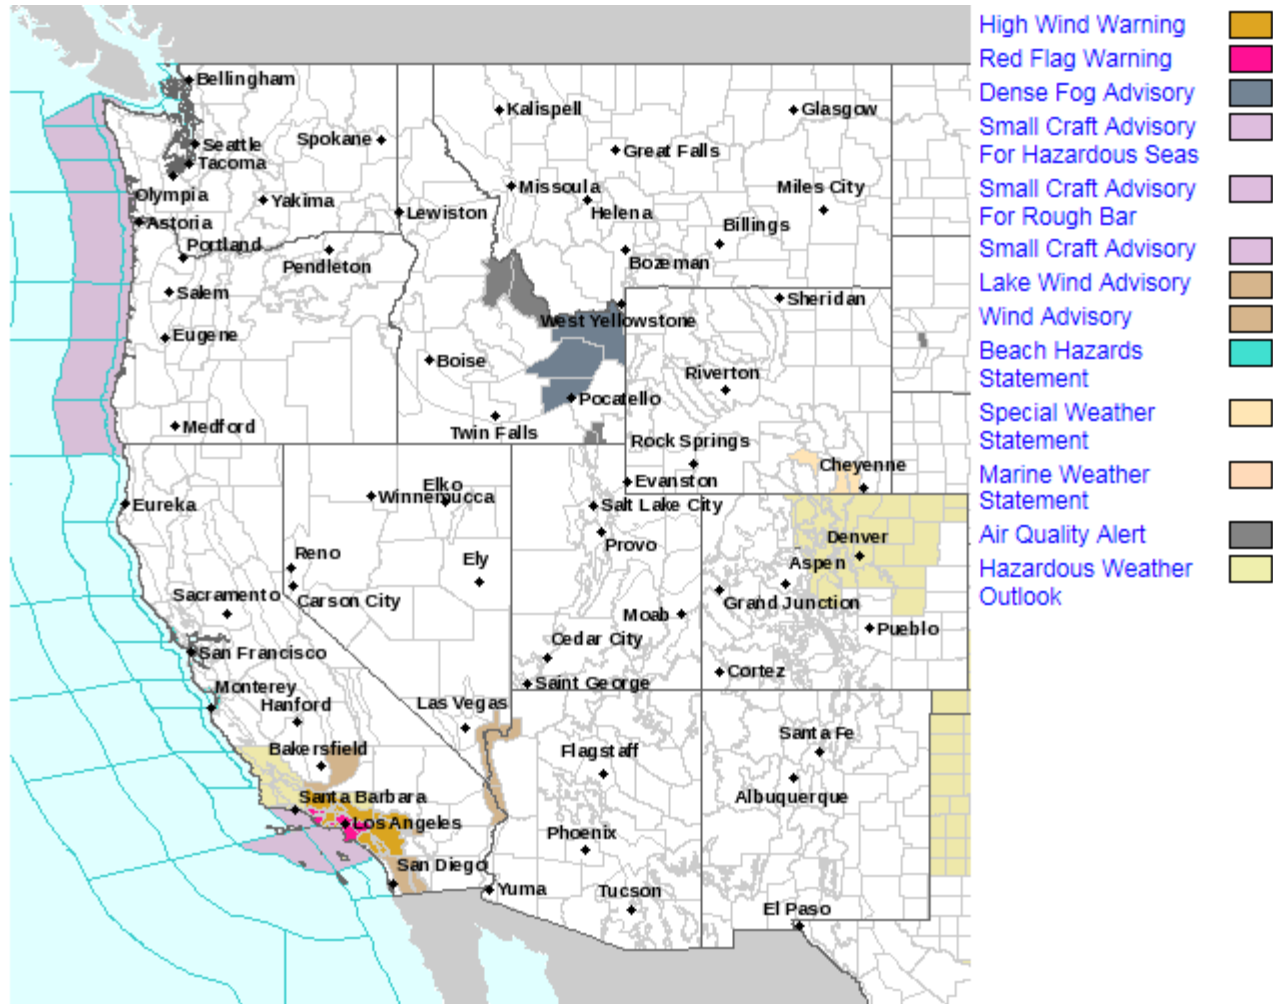 High Wind Warning
Red Flag Warning
Dense Fog Advisory
Small Craft Advisory
For Hazardous Seas
Small Craft Advisory
For Rough Bar
Small Craft Advisory
Lake Wind Advisory
Wind Advisory
Beach Hazards
Statement
Special Weather
Statement
Marine Weather
Statement
Air Quality Alert
Hazardous Weather
Outlook
Bellingham
Kalispell
Glasgow
Seattle
Spokane
Great Falls
Tacoma
Olympia
Missoula
Miles City
Yakima
Helena
Lewiston
Astoria
Billings
Portland
Pendleton
Bozeman
Salem
Sheridan
West Yellowstone
Eugene
Boise
Riverton
Pocatello
Medford
Twin Falls
Rock Springs
Cheyenne
Evanston
Elko
Winnemucca
Eureka
Salt Lake City
Denver
Provo
Reno
Ely
Aspen
Sacramento
Carson City
Grand Junction
Moab
Pueblo
Cedar City
San Francisco
Cortez
Saint George
Monterey
Hanford
Las Vegas
Santa Fe
Bakersfield
Flagstaff
Santa Barbara
Albuquerque
Los Angeles
Phoenix
San Diego
Yuma
Tucson
El Paso